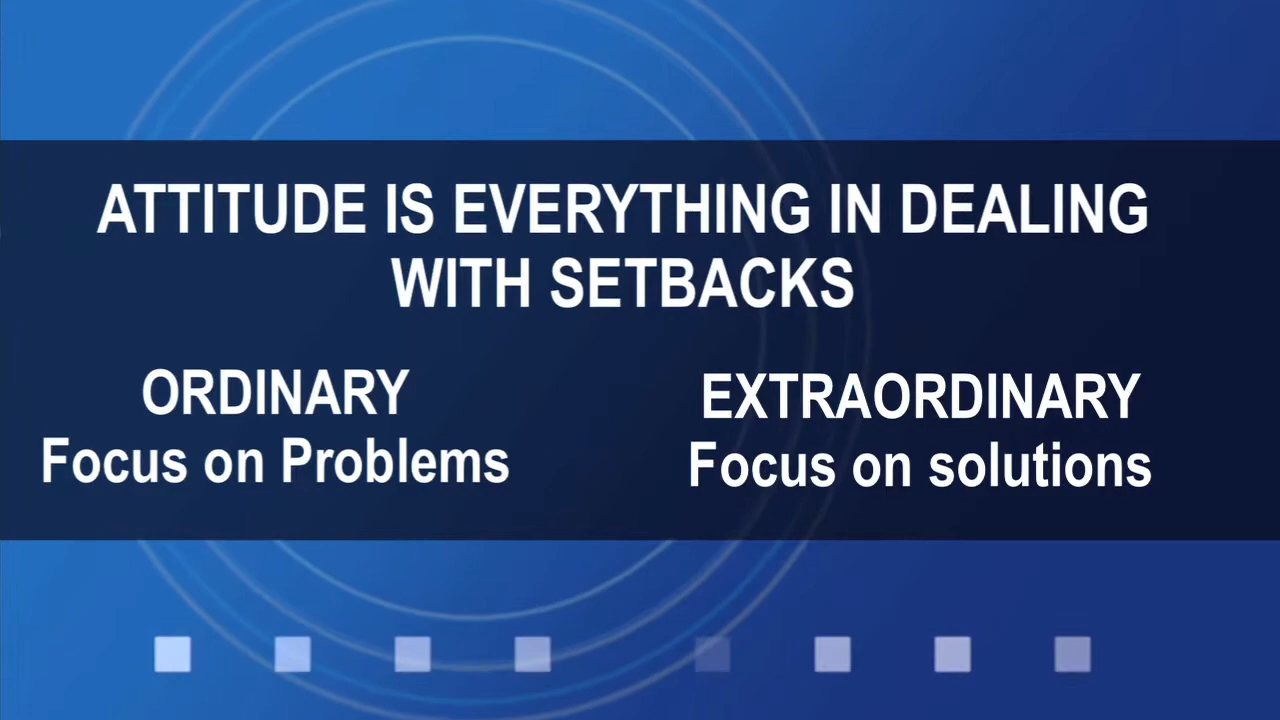 ATTITUDE IS EVERYTHING IN DEALING
WITH SETBACKS
ORDINARY
Focus on Problems
EXTRAORDINARY
Focus on solutions